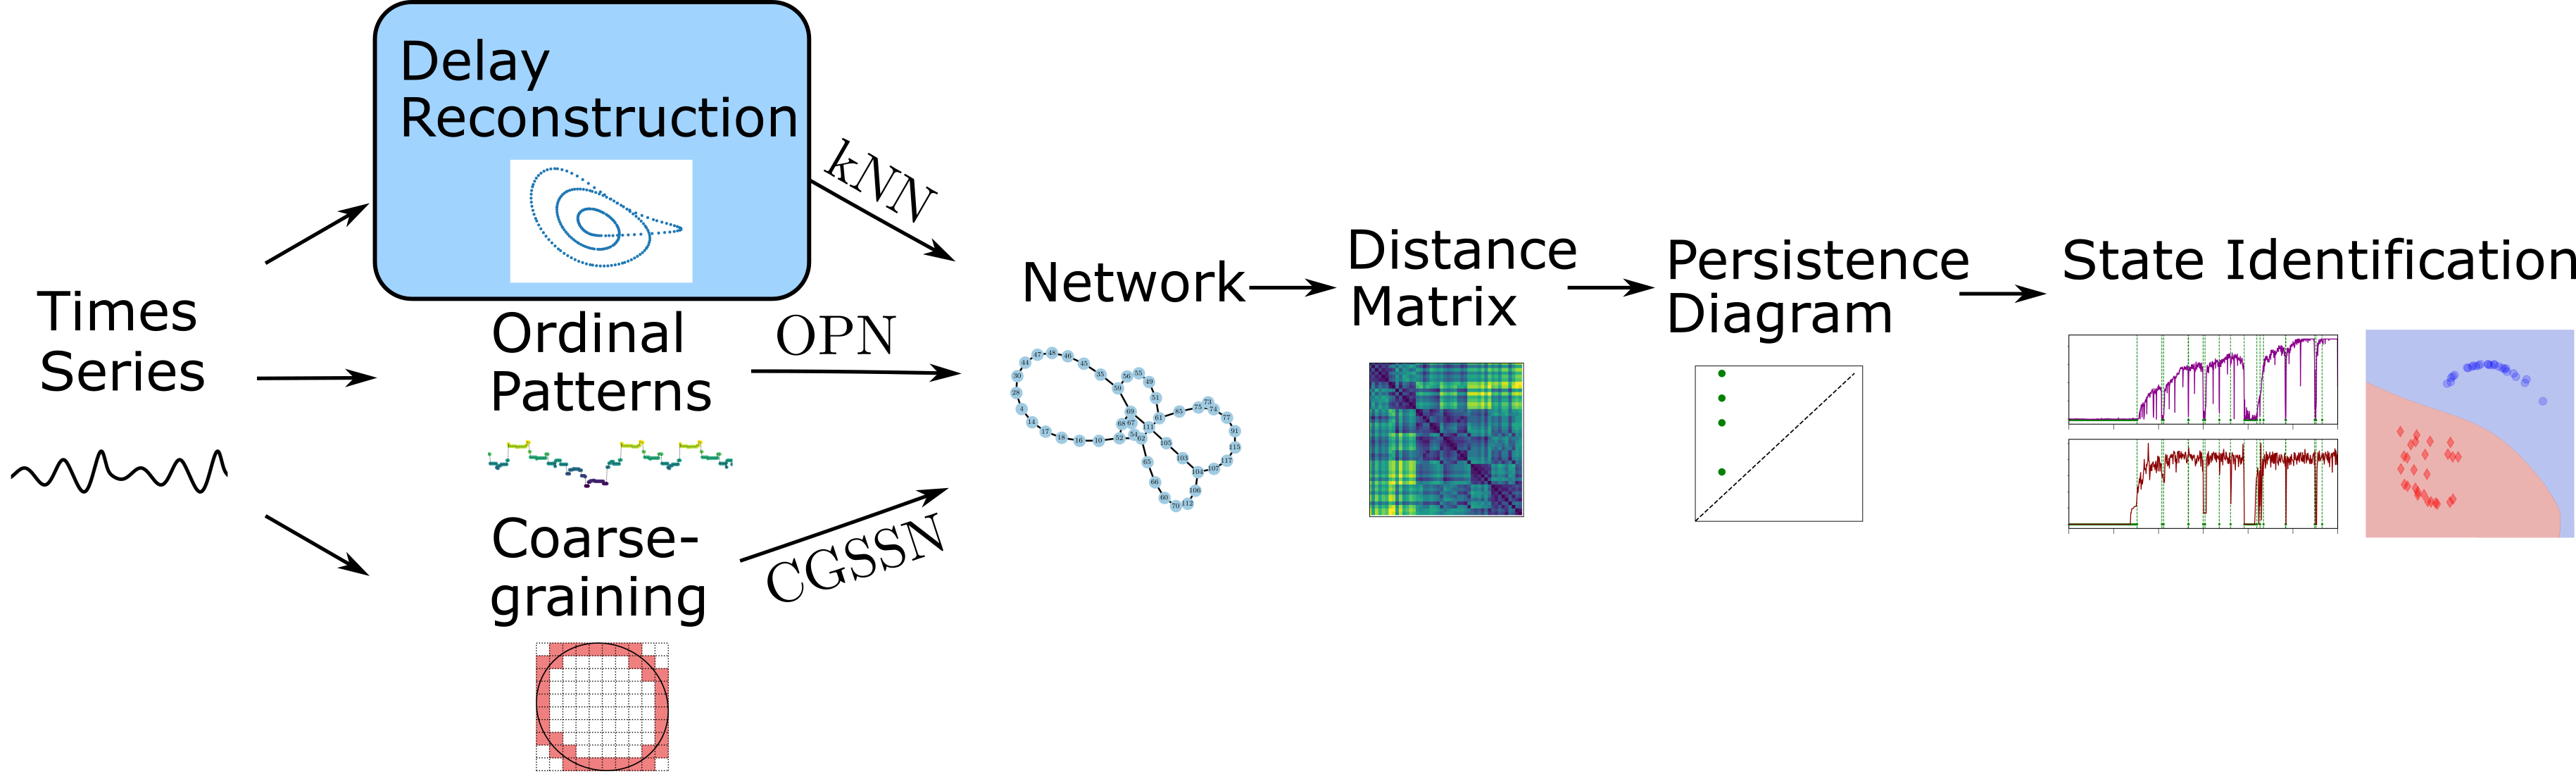 Times
Series
Delay
Reconstruction
kNN
Ordinal
Patterns
OPN
Coarse-
graining
CGSSN
Network
Distance
Matrix
Persistence
Diagram
State Identification